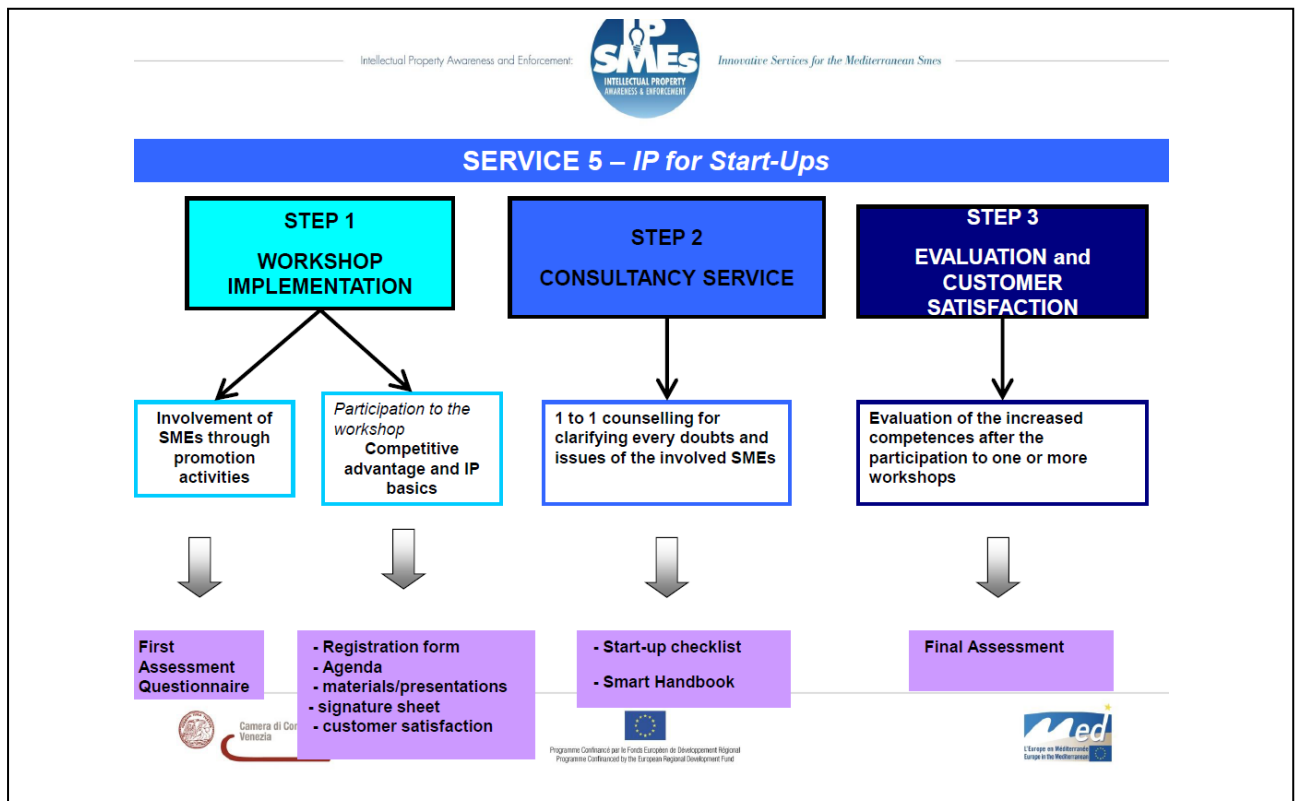 IP
SMEs
INTELLECTUAL PROPERTY
AWARENESS & ENFORCEMENT
Intellectual Property Awareness and Enforcement:
Innovative Services for the Mediterranean Smes
SERVICE 5 – IP for Start-Ups
STEP 1
WORKSHOP
IMPLEMENTATION
STEP 2
CONSULTANCY SERVICE
STEP 3
EVALUATION and
CUSTOMER
SATISFACTION
Involvement of
SMEs through
promotion
activities
Participation to the
workshop
Competitive
advantage and IP
basics
1 to 1 counselling for
clarifying every doubts and
issues of the involved SMEs
Evaluation of the increased
competences after the
participation to one or more
workshops
First
Assessment
Questionnaire
- Registration form
- Agenda
- materials/presentations
- signature sheet
- customer satisfaction
- Start-up checklist
- Smart Handbook
Final Assessment
Camera di Co
Venezia
Programme Cofinancé par le Fonds Européen de Développement Régional
Programme Cofinanced by the European Regional Development Fund
Med
L'Europe en Méditerranée
Europe in the Mediterranean